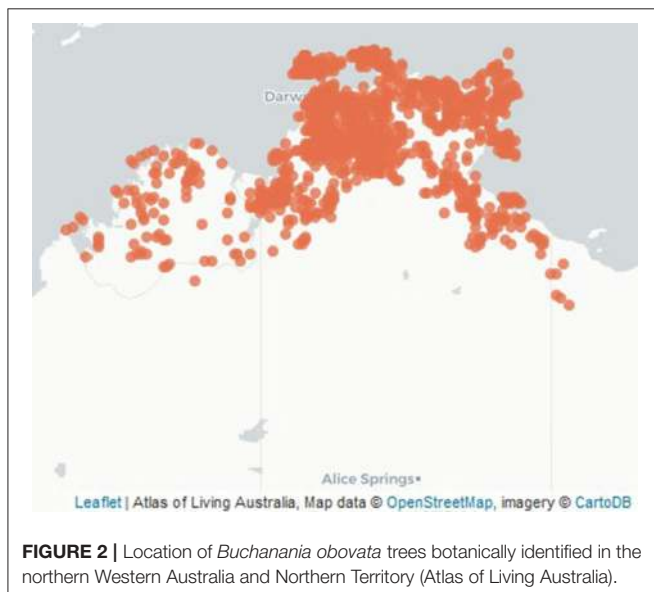 Darw
Alice Springs
Leaflet | Atlas of Living Australia, Map data © OpenStreetMap, imagery © CartoDB
FIGURE 2 | Location of Buchanania obovata trees botanically identified in the
northern Western Australia and Northern Territory (Atlas of Living Australia).